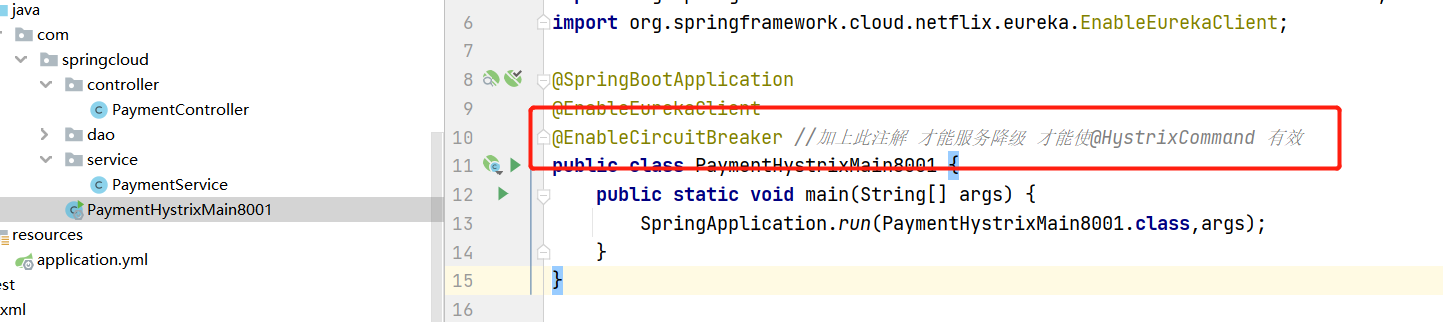 java
com
springcloud
controller
PaymentController
dao
service
PaymentService
PaymentHystrixMain8001
resources
application.yml
est
xml
6 import org.springframework.cloud.netflix.eureka.EnableEurekaClient;
7
8 @SpringBootApplication
9 @EnableEurekaClient
10 @EnableCircuitBreaker //加上此注解 才能服务降级 才能使@HystrixCommand 有效
11 public class PaymentHystrixMain8001 {
12 public static void main(String[] args) {
13 SpringApplication.run(PaymentHystrixMain8001.class,args);
14 }
15 }
16